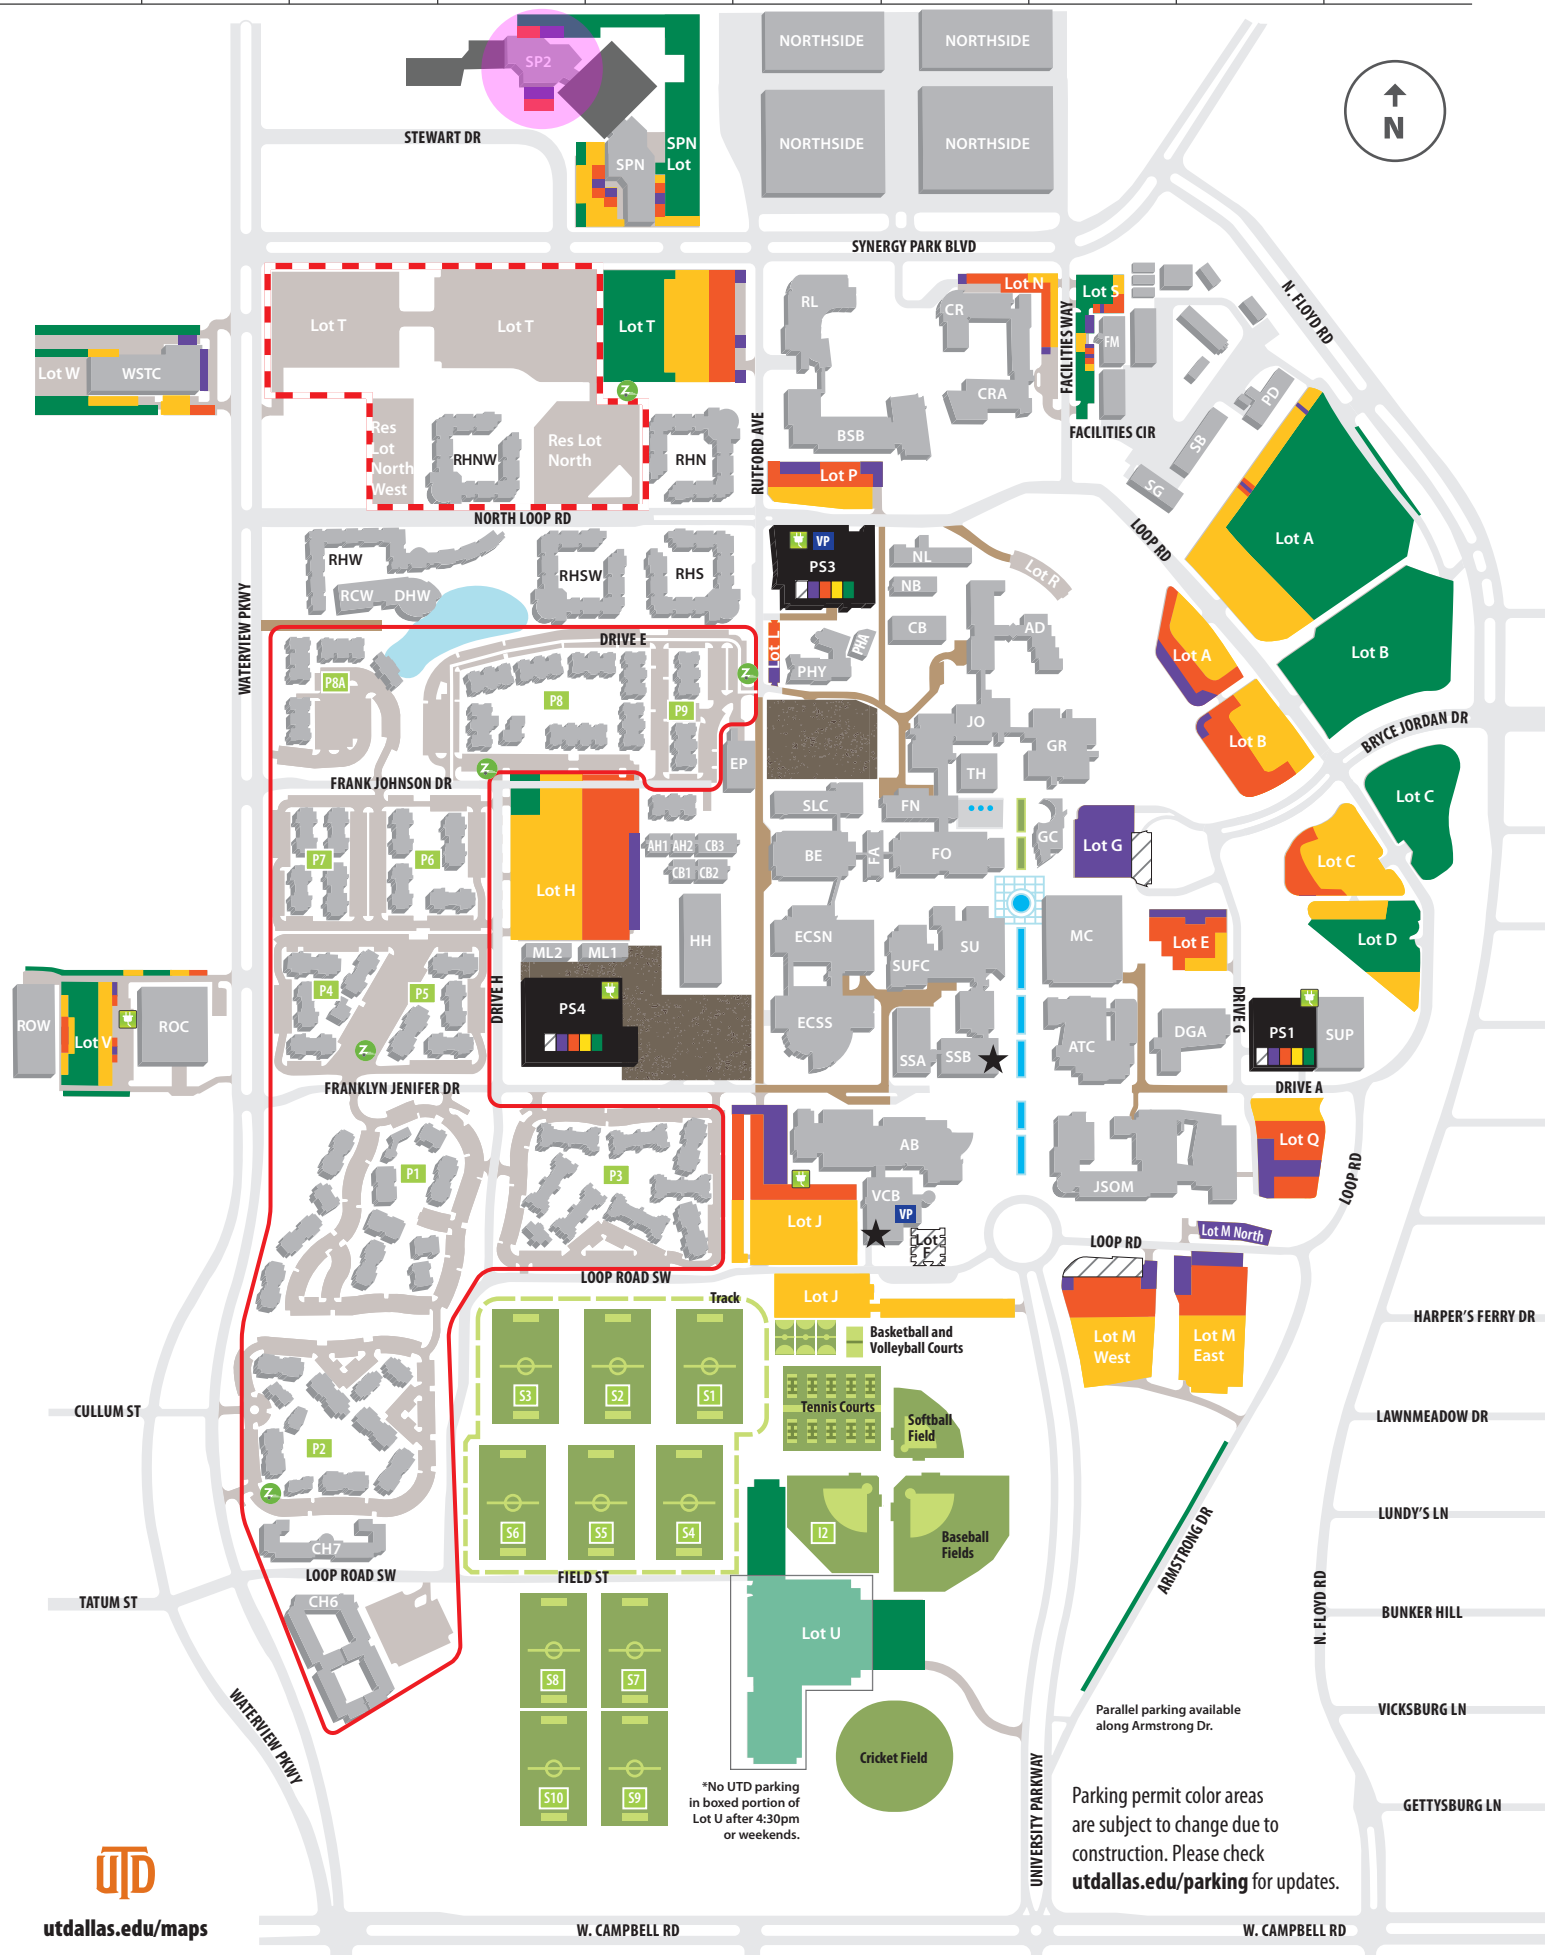 NORTHSIDE
NORTHSIDE
SP2
N
STEWART DR
SPN
Lot
SPN
NORTHSIDE
NORTHSIDE
SYNERGY PARK BLVD
N. FLOYD RD
Lot T
Lot T
Lot T
RL
CR
Lot N
Lot S
FM
FACILITIES WAY
Lot W
WSTC
CRA
PD
Res
Lot
North
West
RHNW
Res Lot
North
RHN
RUTFORD AVE
BSB
FACILITIES CIR
SB
Lot P
SG
NORTH LOOP RD
LOOP RD
Lot A
RHW
RHSW
RHS
VP
PS3
NL
NB
Lot R
RCW
DHW
WATERVIEW PKWY
DRIVE E
Lot L
PHA
PHY
CB
AD
Lot A
Lot B
P8A
P8
P9
JO
GR
Lot B
BRYCE JORDAN DR
EP
TH
FRANK JOHNSON DR
SLC
FN
Lot C
P7
P6
AH1
AH2
CB3
CB1
CB2
BE
FA
FO
GC
Lot G
Lot C
Lot H
HH
ML2
ML1
ECSN
SUFC
SU
MC
Lot E
Lot D
P4
P5
DRIVE H
PS4
DRIVE G
ROW
Lot V
ROC
ECSS
SSA
SSB
ATC
DGA
PS1
SUP
FRANKLYN JENIFER DR
DRIVE A
P1
P3
AB
Lot Q
LOOP RD
JSOM
VCB
VP
Lot J
Lot
F
LOOP RD
Lot M North
LOOP ROAD SW
Track
Lot J
Basketball and
Volleyball Courts
HARPER'S FERRY DR
Lot M
West
Lot M
East
S3
S2
S1
Tennis Courts
Softball
Field
CULLUM ST
LAWNMEADOW DR
P2
S6
S5
S4
I2
Baseball
Fields
LUNDY'S LN
ARMSTRONG DR
CH7
LOOP ROAD SW
FIELD ST
TATUM ST
CH6
N. FLOYD RD
BUNKER HILL
Lot U
S8
S7
WATERVIEW PKWY
Parallel parking available
along Armstrong Dr.
VICKSBURG LN
Cricket Field
S10
S9
*No UTD parking
in boxed portion of
Lot U after 4:30pm
or weekends.
UNIVERSITY PARKWAY
Parking permit color areas
are subject to change due to
construction. Please check
utdallas.edu/parking for updates.
GETTYSBURG LN
UTD
utdallas.edu/maps
W. CAMPBELL RD
W. CAMPBELL RD